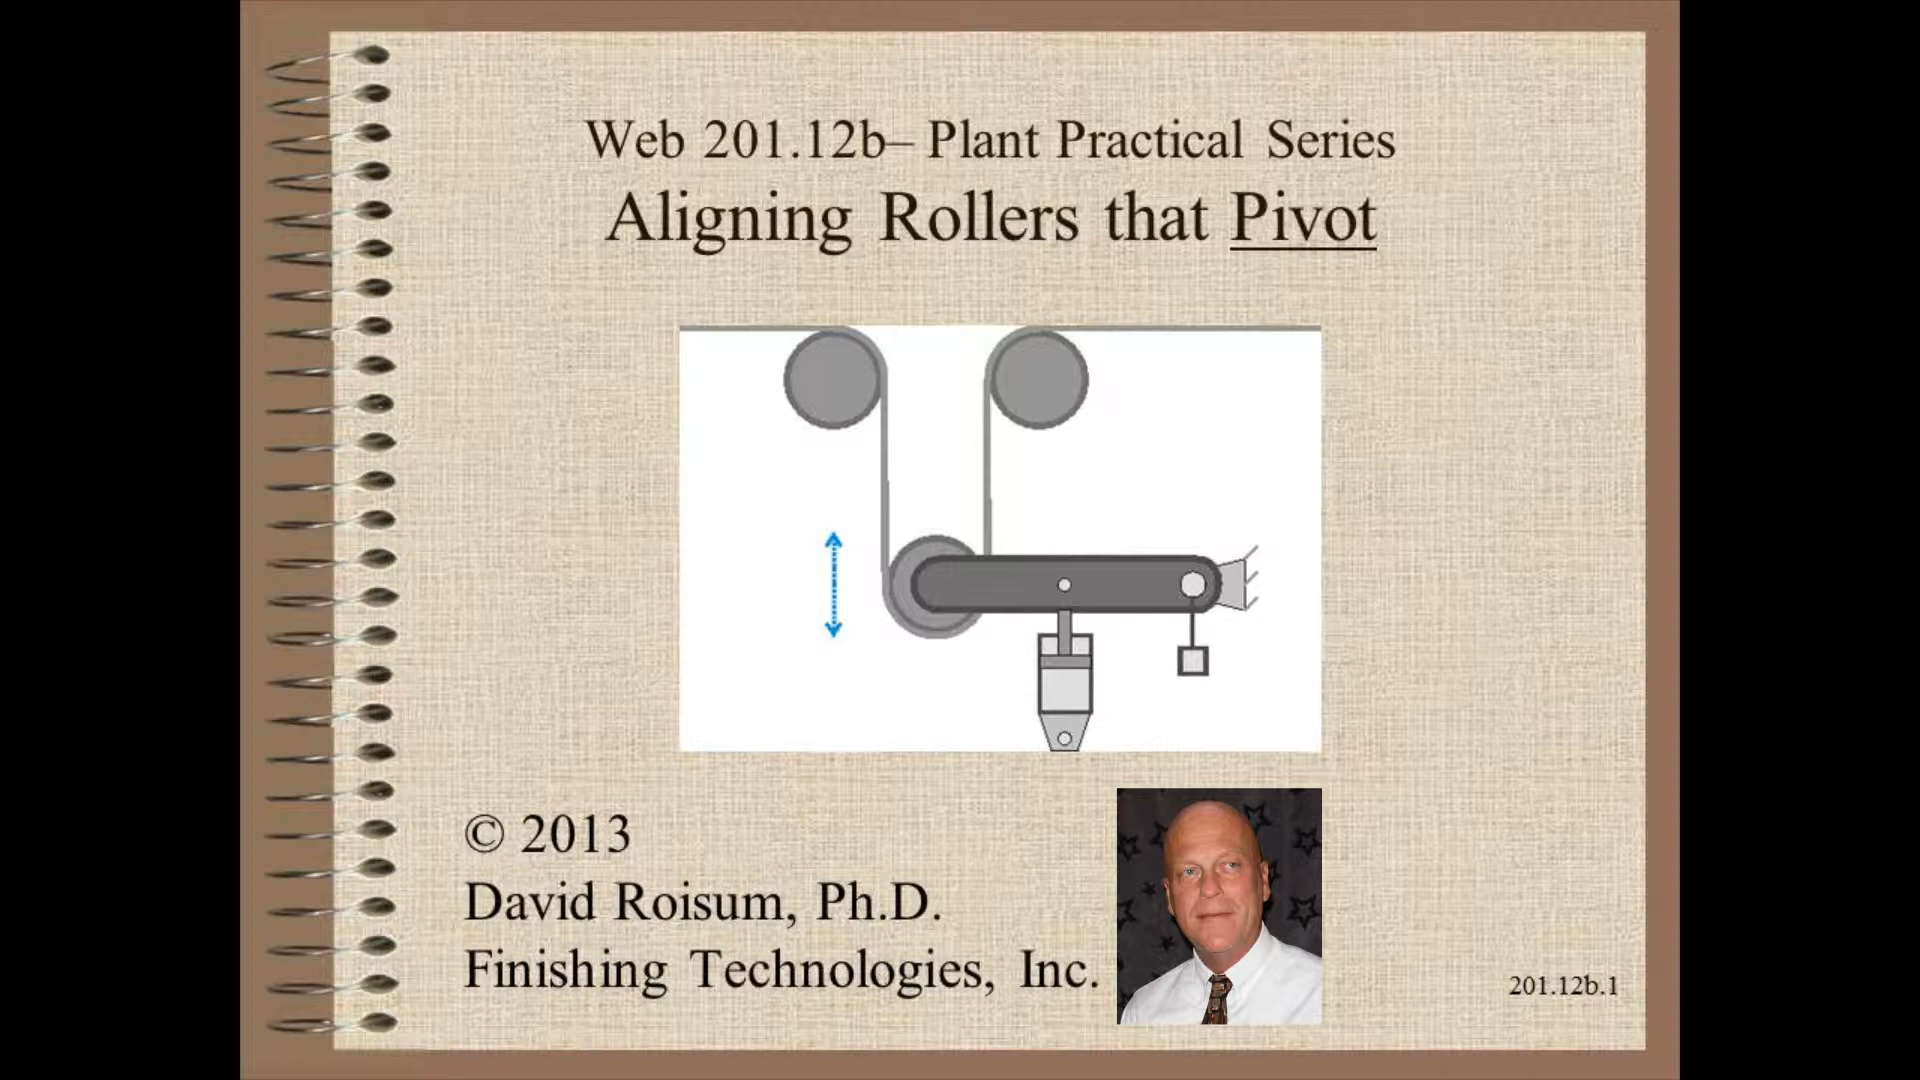 Web 201.12b– Plant Practical Series
Aligning Rollers that Pivot
© 2013
David Roisum, Ph.D.
Finishing Technologies, Inc.
201.12b.1